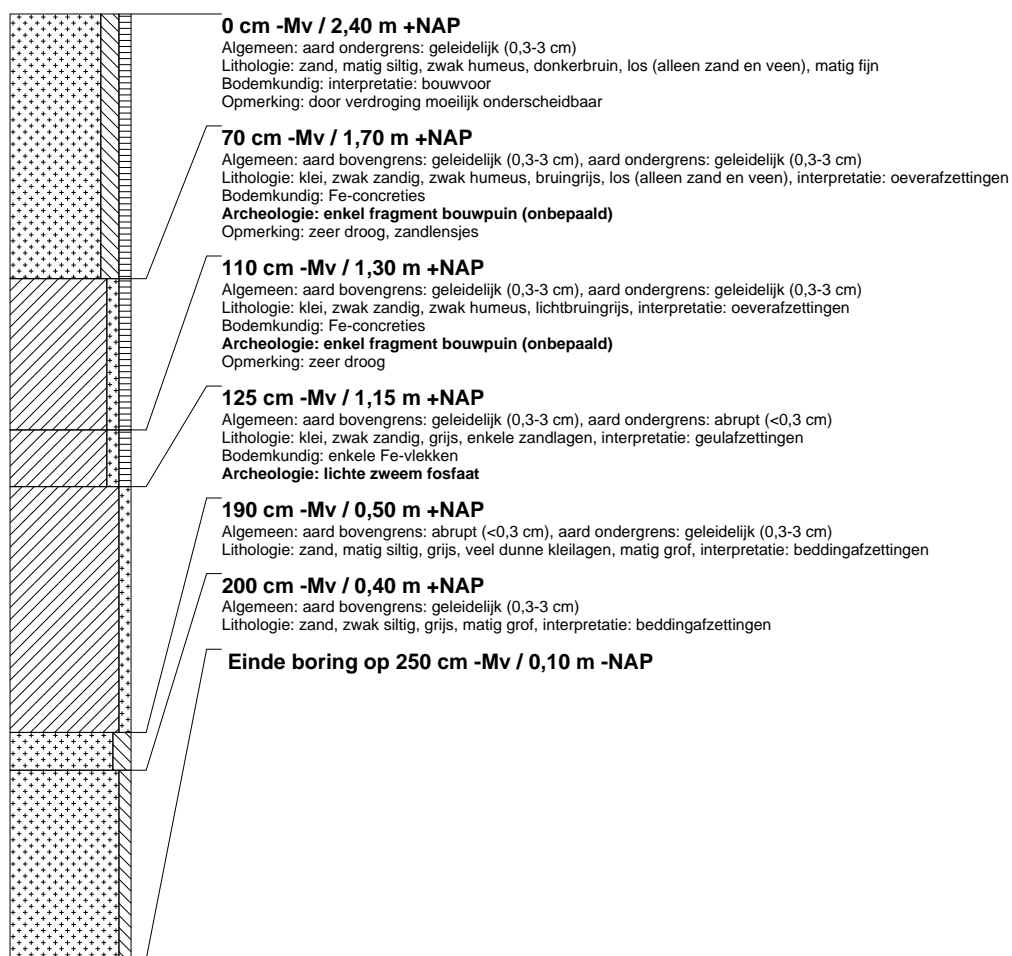 0 cm -Mv / 2,40 m +NAP
Algemeen: aard ondergrens: geleidelijk (0,3-3 cm)
Lithologie: zand, matig siltig, zwak humeus, donkerbruin, los (alleen zand en veen), matig fijn
Bodemkundig: interpretatie: bouwvoor
Opmerking: door verdroging moeilijk onderscheidbaar
70 cm -Mv / 1,70 m +NAP
Algemeen: aard bovengrens: geleidelijk (0,3-3 cm), aard ondergrens: geleidelijk (0,3-3 cm)
Lithologie: klei, zwak zandig, zwak humeus, bruingrijs, los (alleen zand en veen), interpretatie: oeverafzettingen
Bodemkundig: Fe-concreties
Archeologie: enkel fragment bouwpuin (onbepaald)
Opmerking: zeer droog, zandlensjes
110 cm -Mv / 1,30 m +NAP
Algemeen: aard bovengrens: geleidelijk (0,3-3 cm), aard ondergrens: geleidelijk (0,3-3 cm)
Lithologie: klei, zwak zandig, zwak humeus, lichtbruingrijs, interpretatie: oeverafzettingen
Bodemkundig: Fe-concreties
Archeologie: enkel fragment bouwpuin (onbepaald)
Opmerking: zeer droog
125 cm -Mv / 1,15 m +NAP
Algemeen: aard bovengrens: geleidelijk (0,3-3 cm), aard ondergrens: abrupt (<0,3 cm)
Lithologie: klei, zwak zandig, grijs, enkele zandlagen, interpretatie: geulafzettingen
Bodemkundig: enkele Fe-vlekken
Archeologie: lichte zweem fosfaat
190 cm -Mv / 0,50 m +NAP
Algemeen: aard bovengrens: abrupt (<0,3 cm), aard ondergrens: geleidelijk (0,3-3 cm)
Lithologie: zand, matig siltig, grijs, veel dunne kleilagen, matig grof, interpretatie: beddingafzettingen
200 cm -Mv / 0,40 m +NAP
Algemeen: aard bovengrens: geleidelijk (0,3-3 cm)
Lithologie: zand, zwak siltig, grijs, matig grof, interpretatie: beddingafzettingen
Einde boring op 250 cm -Mv / 0,10 m -NAP